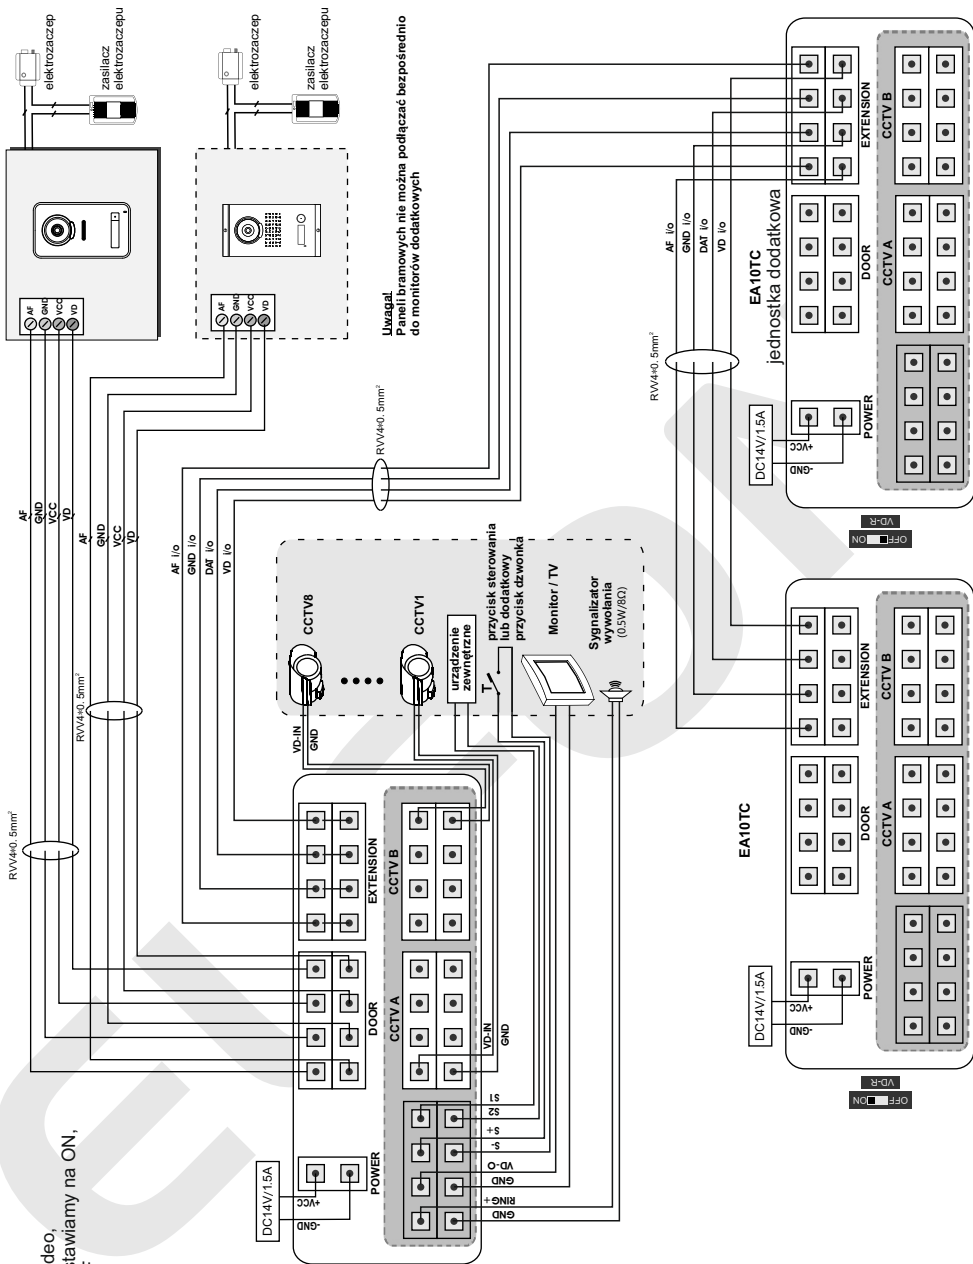 elektrozaczep
zasilacz
elektrozaczepu
AF
GND
VCC
VD
elektrozaczep
zasilacz
elektrozaczepu
AF
GND
VCC
VD
Uwaga!
Paneli bramowych nie można podłączać bezpośrednio
do monitorów dodatkowych
RVV4*0. 5mm²
AF
GND
VCC
VD
RVV4*0. 5mm²
AF
GND
VCC
VD
RVV4*0. 5mm²
AF i/o
GND i/o
DAT i/o
VD i/o
CCTV8
VD-IN
GND
CCTV1
urządzenie
zewnętrzne
T
przycisk sterowania
lub dodatkowy
przycisk dzwonka
Monitor / TV
Sygnalizator
wywołania
(0.5W/8Ω)
DC14V/1.5A
+VCC
-GND
POWER
DOOR
EXTENSION
CCTV A
CCTV B
VD-IN
GND
S1
S2
S+
S-
VD-O
GND
RING+
GND
deo,
stawiamy na ON,
RVV4*0. 5mm²
AF i/o
GND i/o
DAT i/o
VD i/o
EA10TC
jednostka dodatkowa
DC14V/1.5A
+VCC
-GND
POWER
DOOR
EXTENSION
CCTV A
CCTV B
VD-R
OFF ON
EA10TC
DC14V/1.5A
+VCC
-GND
POWER
DOOR
EXTENSION
CCTV A
CCTV B
VD-R
OFF ON